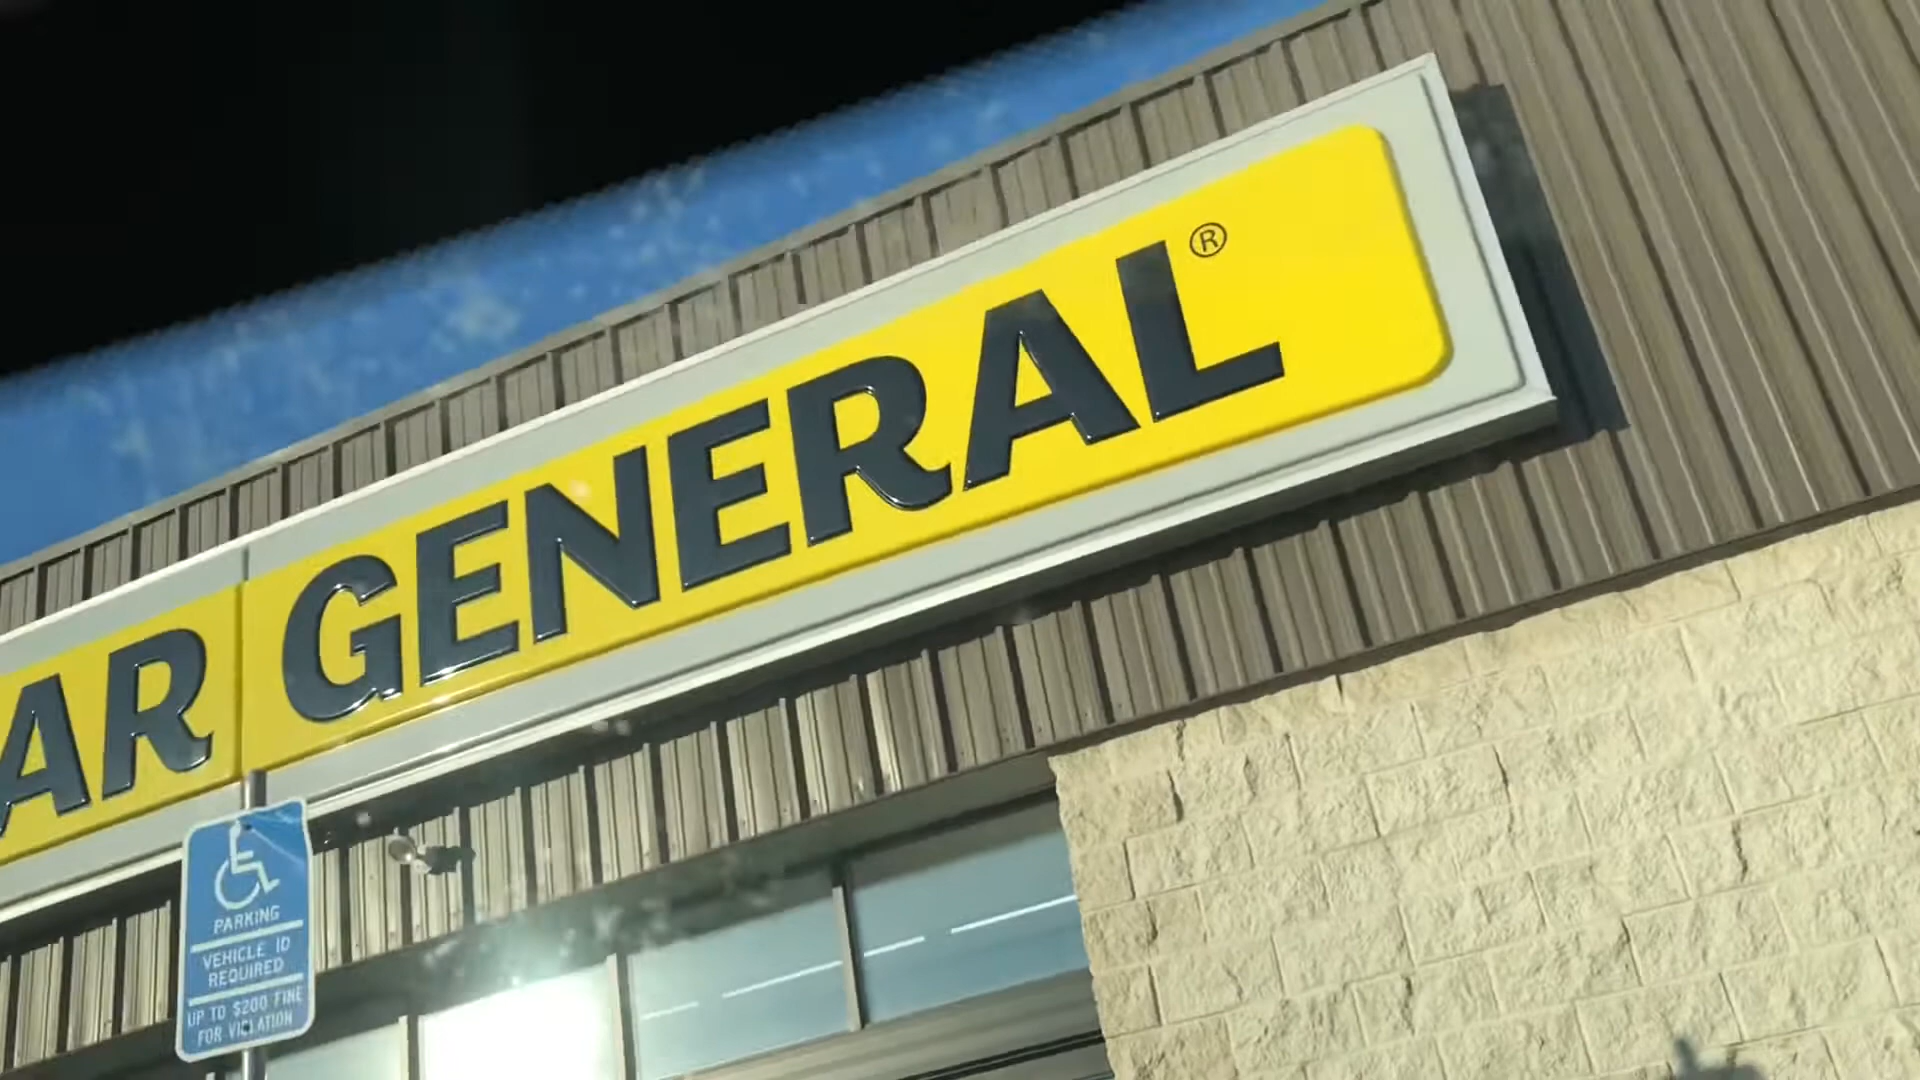 AR GENERAL®
PARKING
VEHICLE ID
REQUIRED
UP TO $200 FINE
FOR VIOLATION